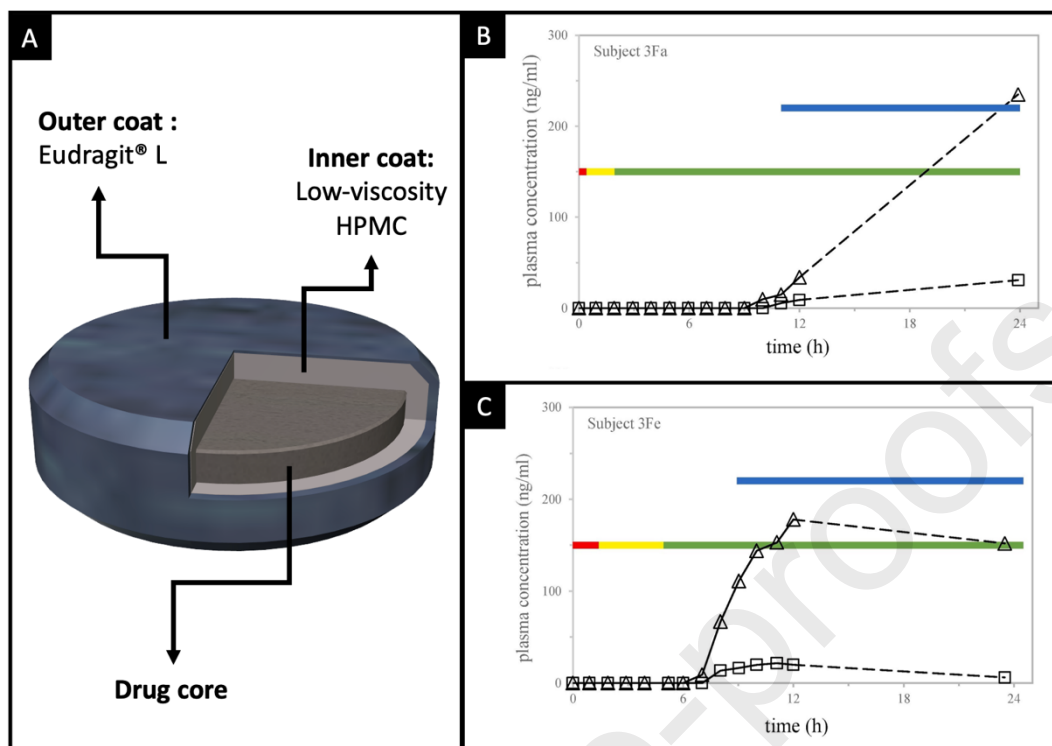 A
Outer coat :
Eudragit® L
Inner coat:
Low-viscosity
HPMC
Drug core
B
Subject 3Fa
plasma concentration (ng/ml)
300
200
100
0
0
6
12
18
24
time (h)
C
Subject 3Fe
plasma concentration (ng/ml)
300
200
100
0
0
6
12
18
24
time (h)
e-proofs